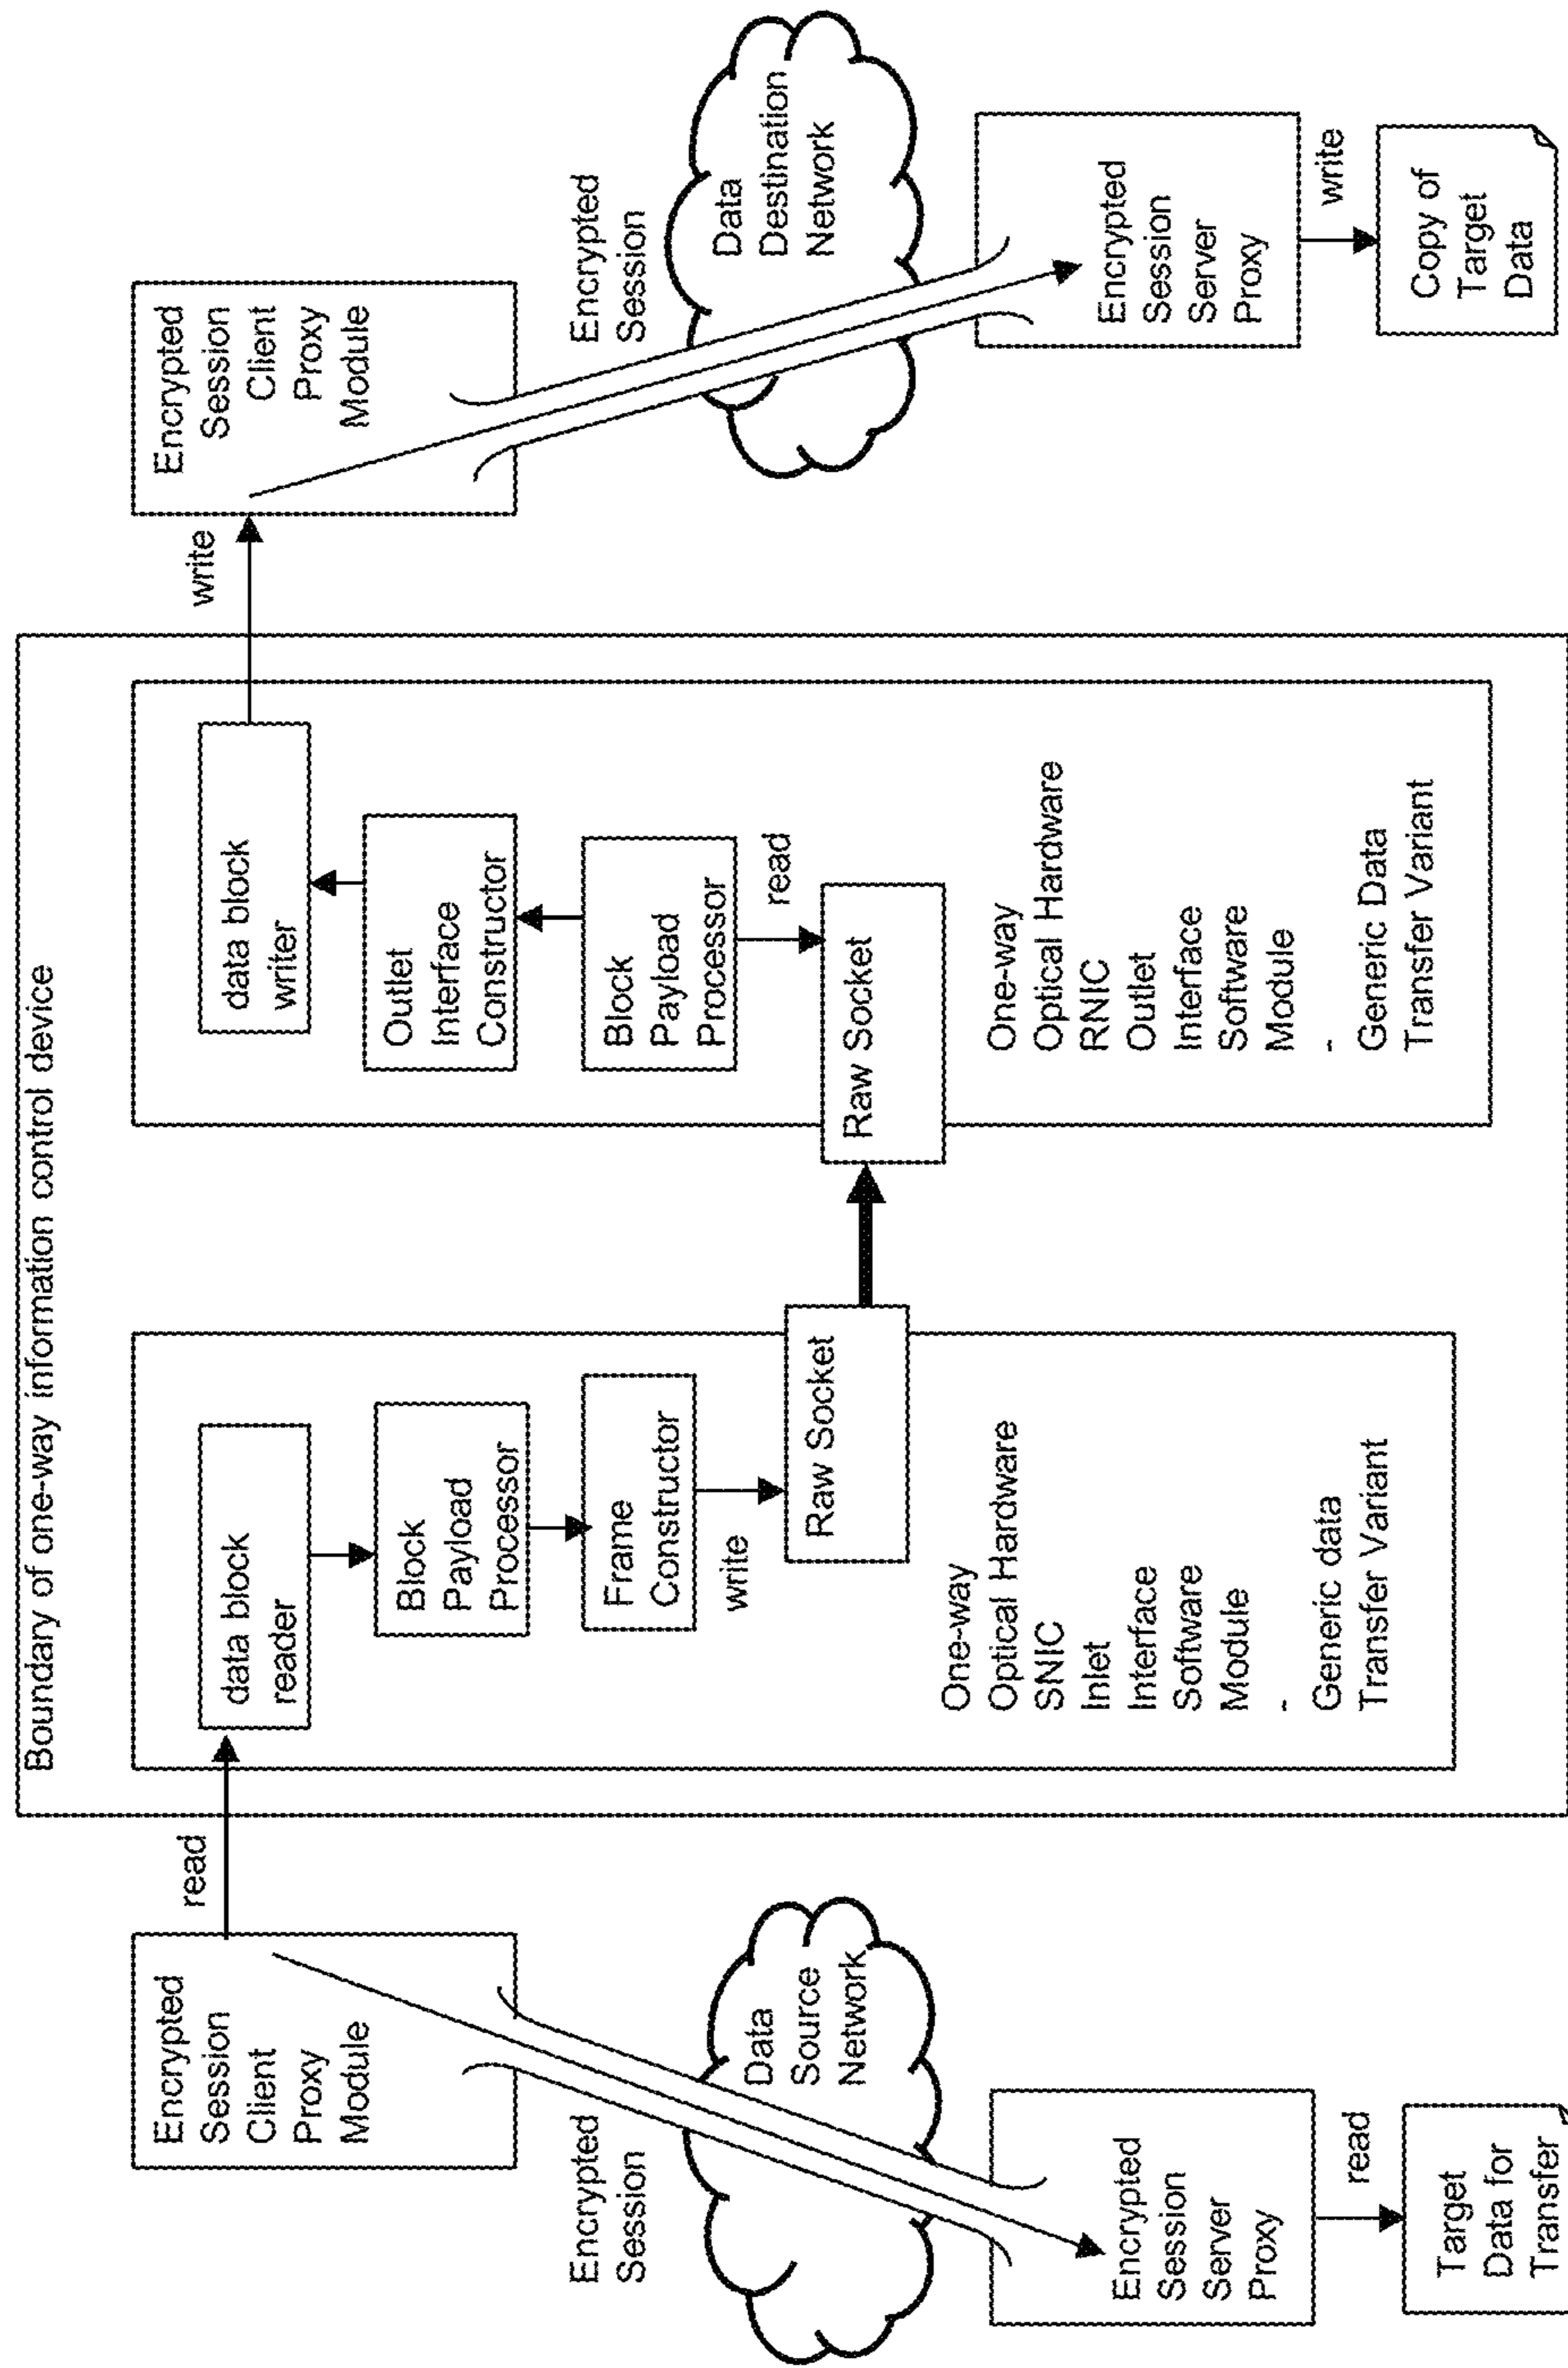 Boundary of one-way information control device
Encrypted
Session
Client
Proxy
Module
read
Encrypted
Session
Data
Source
Network
Encrypted
Session
Server
Proxy
read
Target
Data for
Transfer
data block
reader
Block
Payload
Processor
Frame
Constructor
write
Raw Socket
One-way
Optical Hardware
SNIC
Inlet
Interface
Software
Module
-
Generic data
Transfer Variant
data block
writer
Outlet
Interface
Constructor
Block
Payload
Processor
read
Raw Socket
One-way
Optical Hardware
RNIC
Outlet
Interface
Software
Module
-
Generic Data
Transfer Variant
write
Encrypted
Session
Client
Proxy
Module
Encrypted
Session
Data
Destination
Network
Encrypted
Session
Server
Proxy
write
Copy of
Target
Data